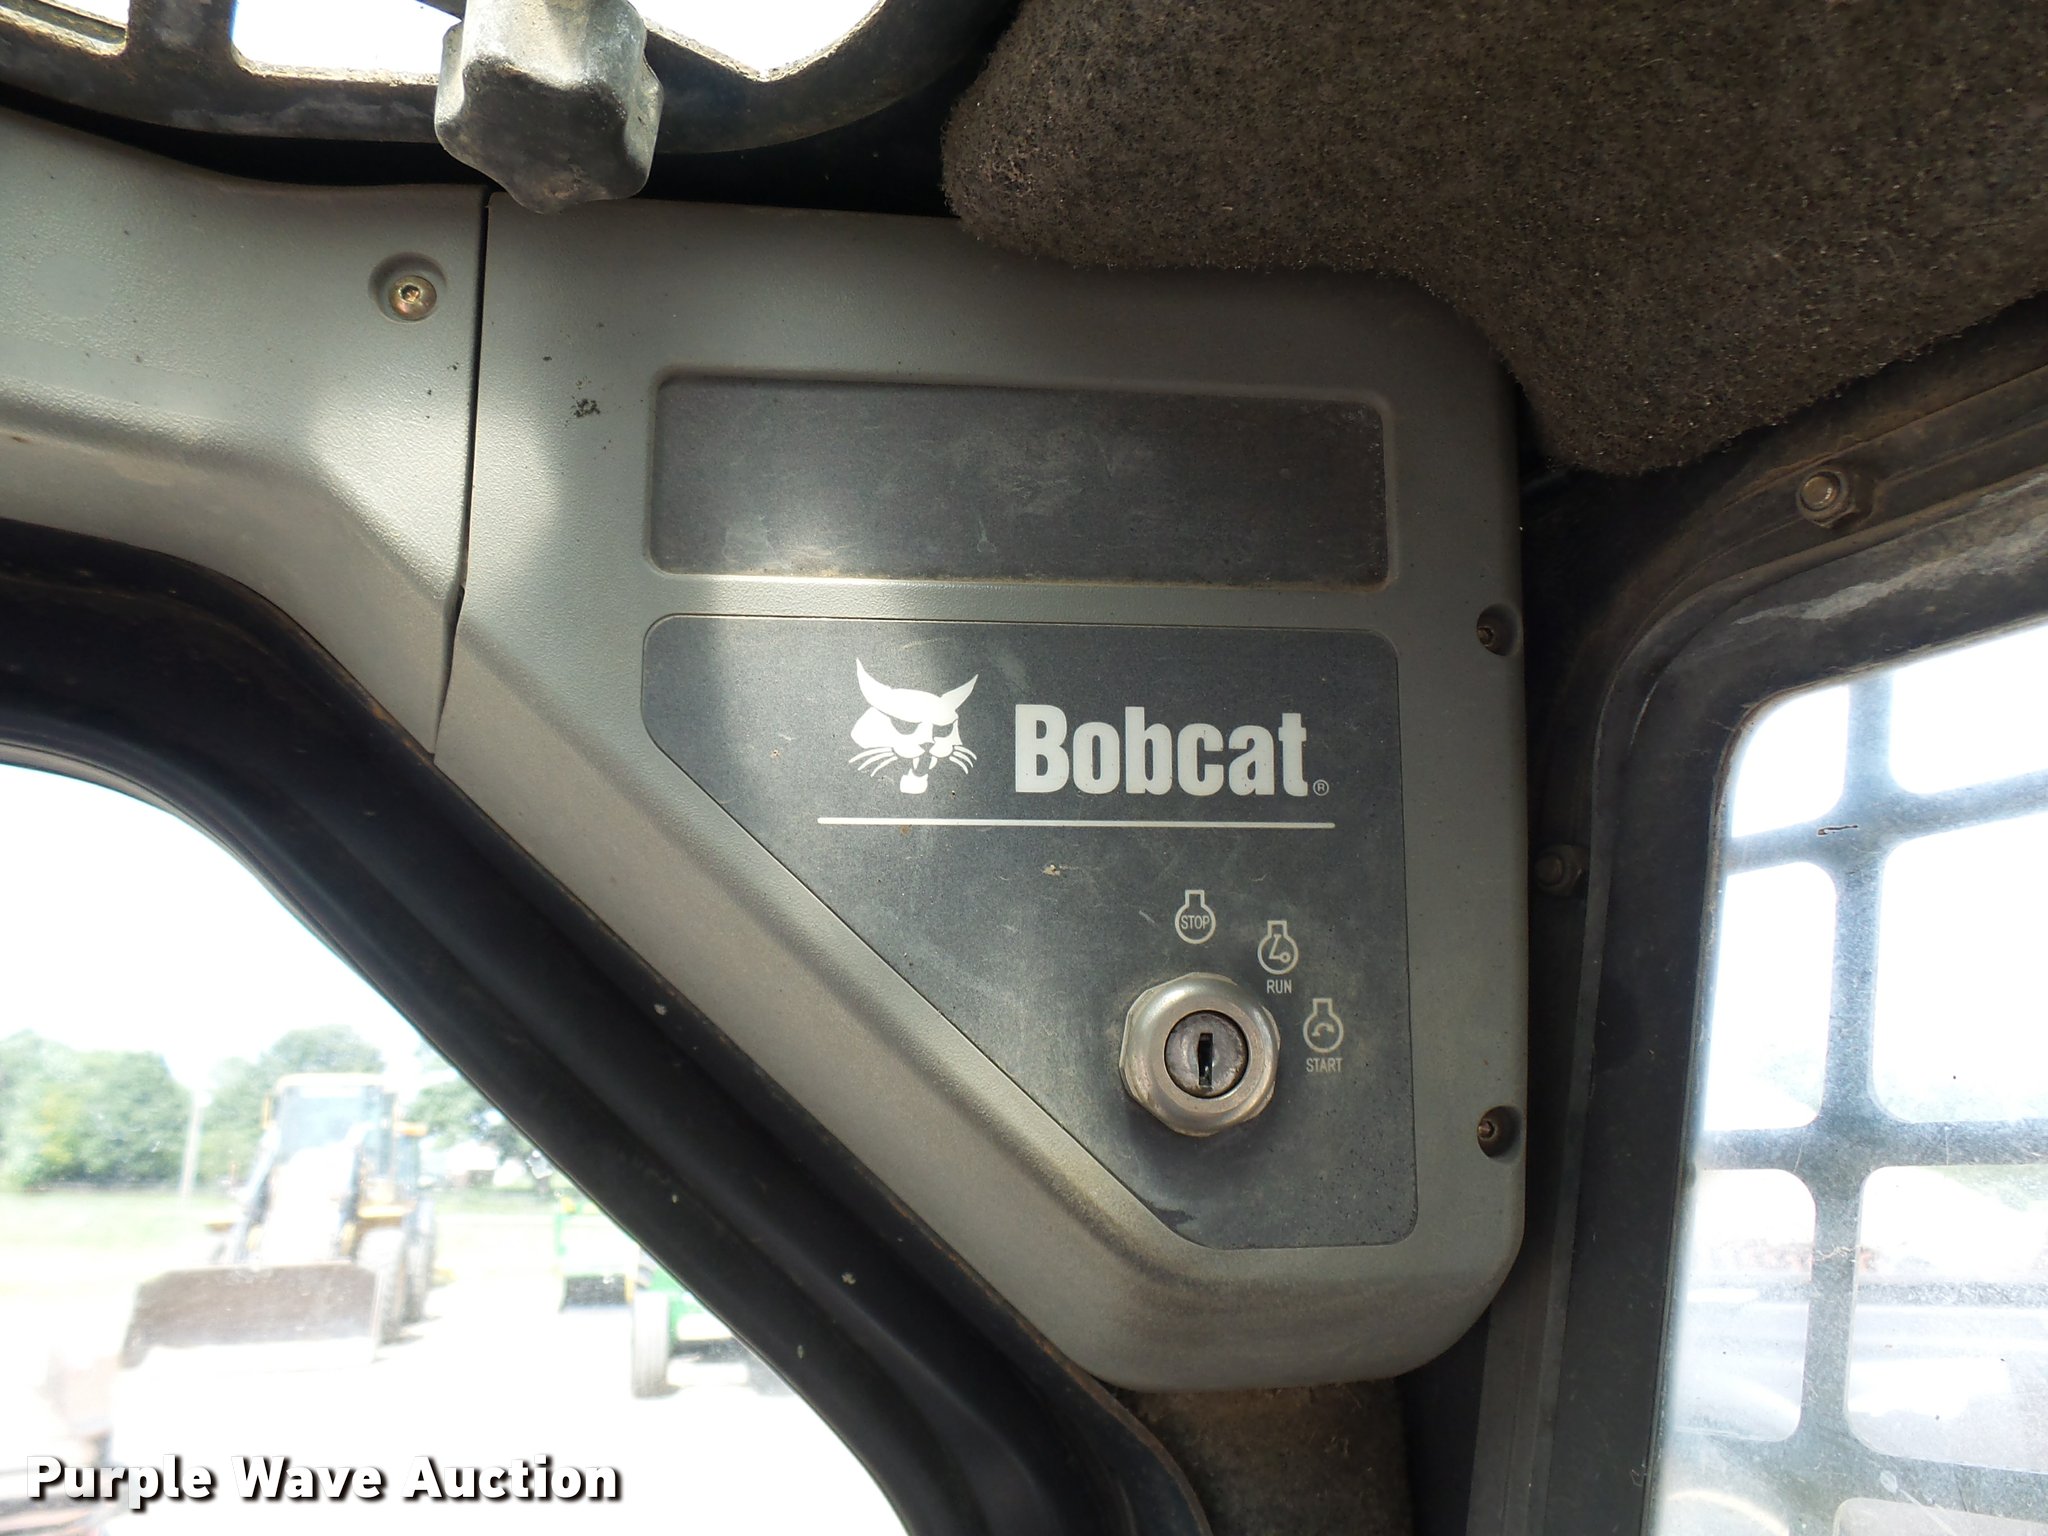 Bobcat®
STOP
RUN
START
Purple Wave Auction